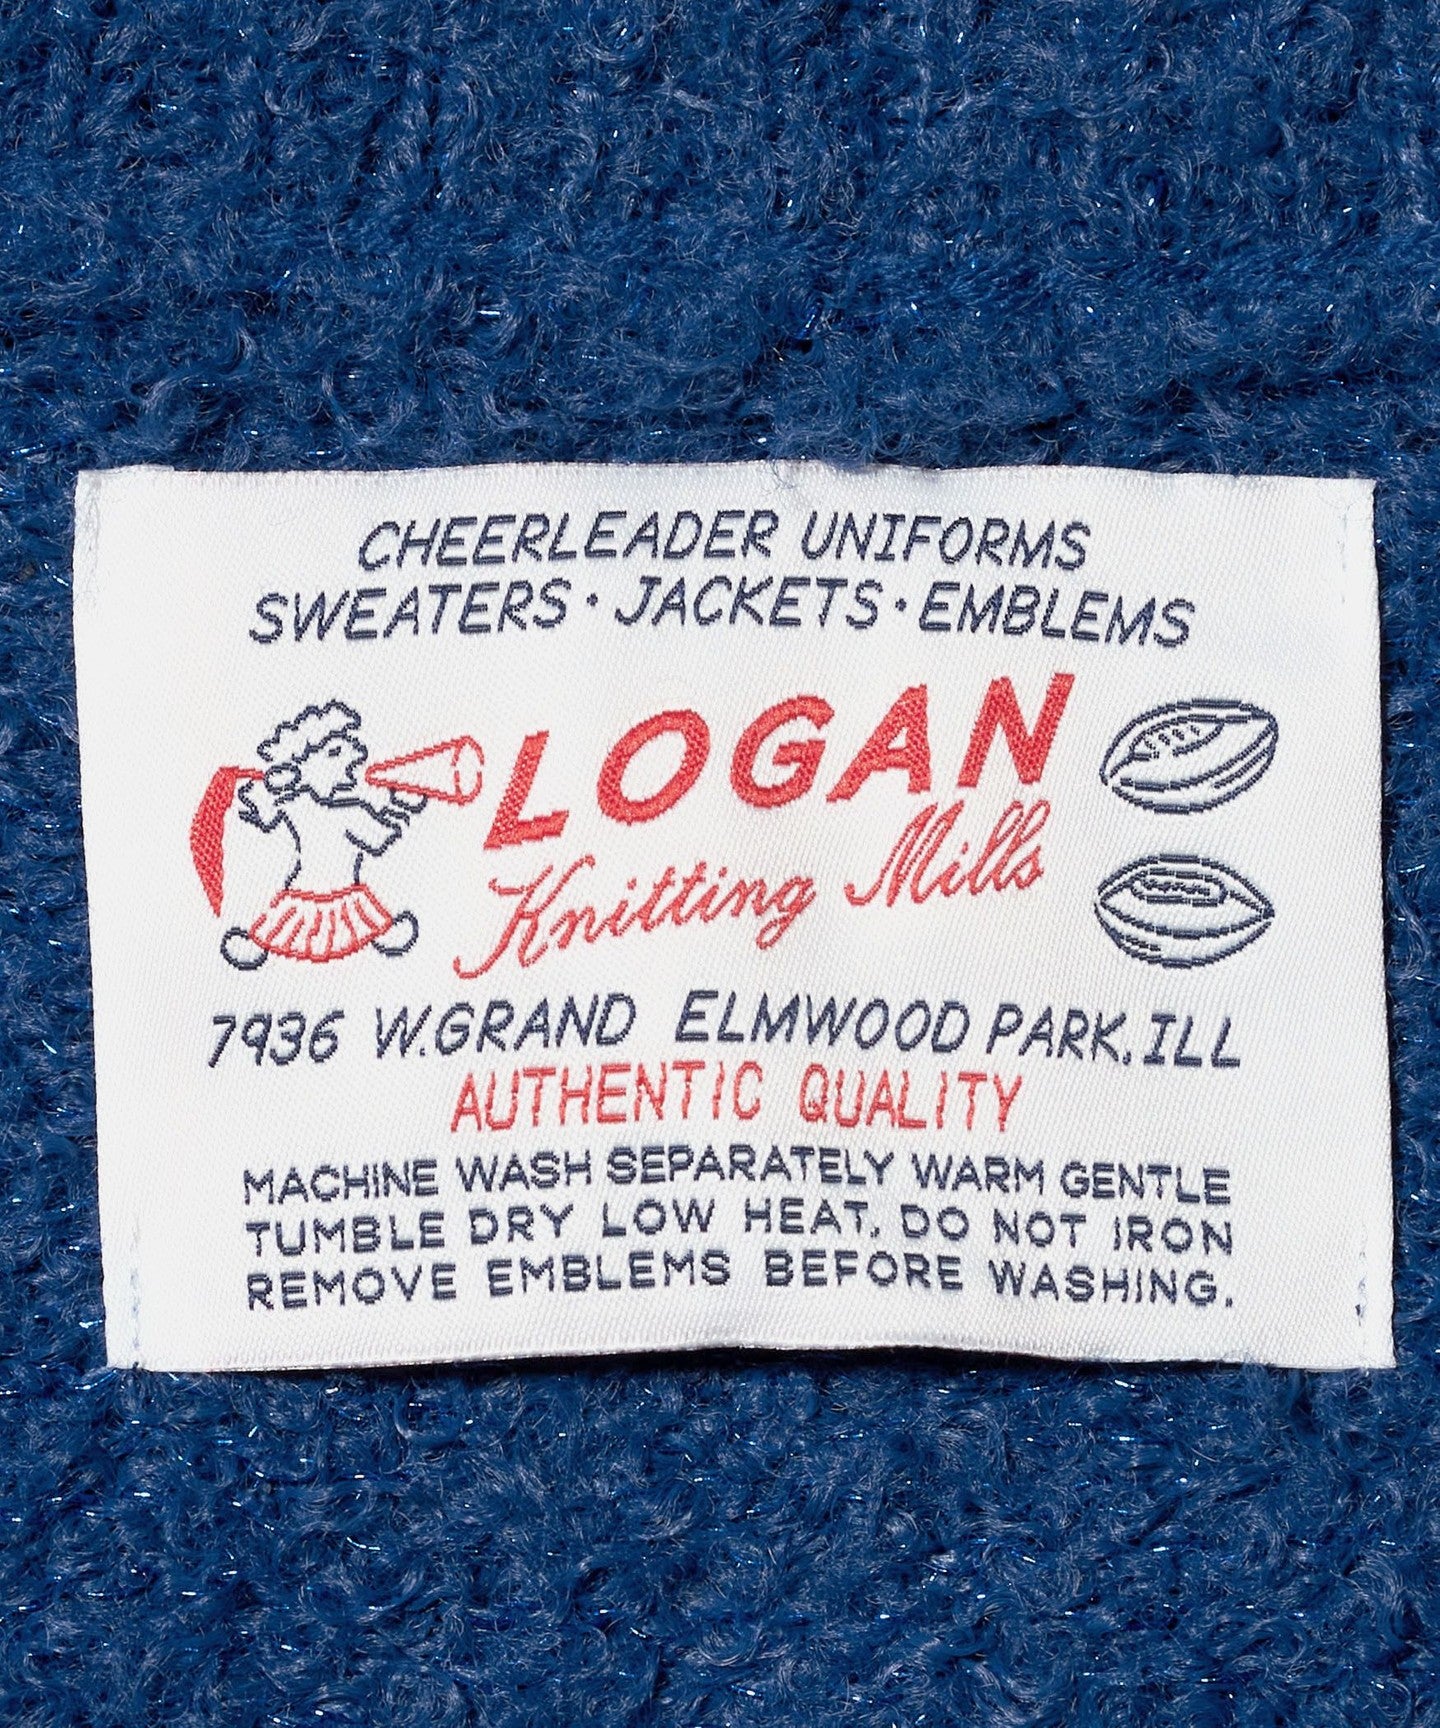 CHEERLEADER UNIFORMS
SWEATERS · JACKETS · EMBLEMS
LOGAN
Knitting Mills
7936 W.GRAND ELMWOOD PARK, ILL
AUTHENTIC QUALITY
MACHINE WASH SEPARATELY WARM GENTLE
TUMBLE DRY LOW HEAT, DO NOT IRON
REMOVE EMBLEMS BEFORE WASHING.